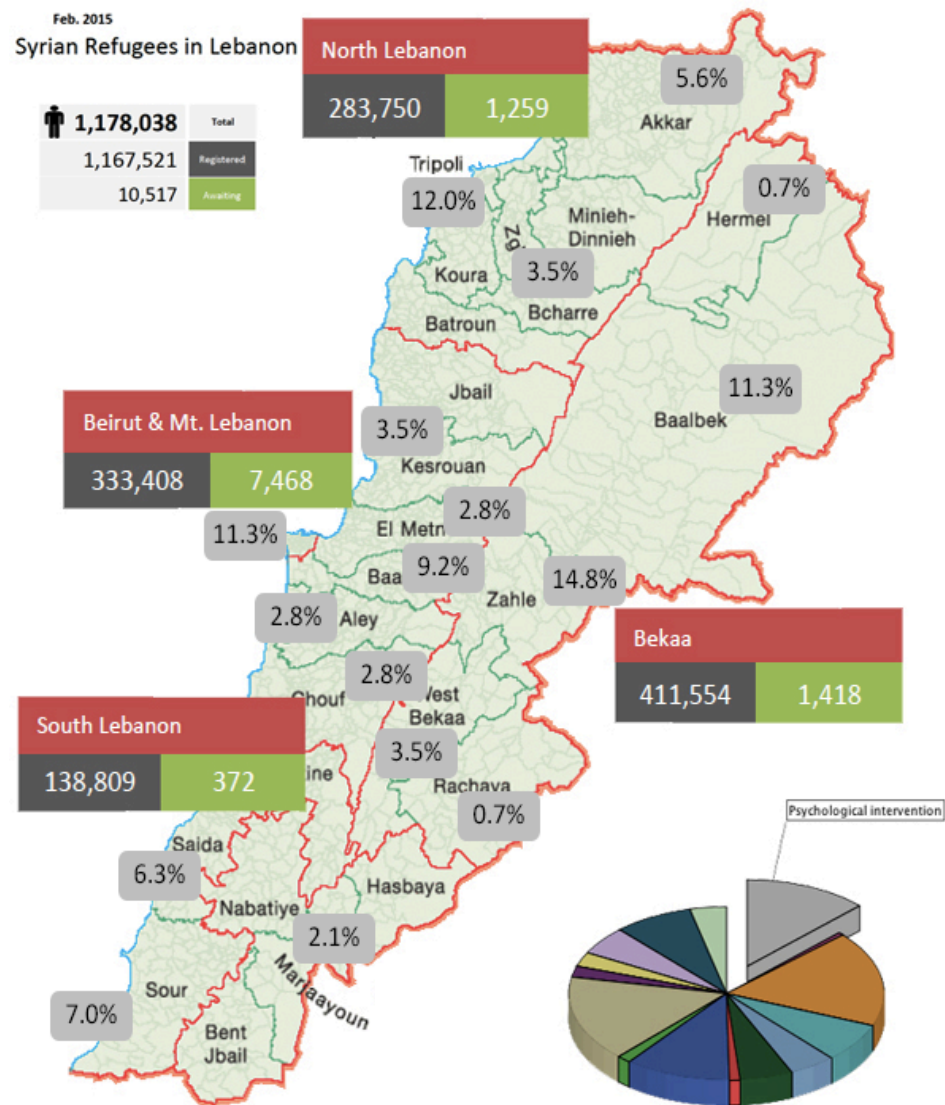 Feb. 2015
Syrian Refugees in Lebanon
1,178,038 Total
1,167,521 Registered
10,517 Awaiting
North Lebanon
283,750 1,259
5.6%
Akkar
Tripoli
12.0%
0.7%
Hermel
Minieh-
Dinnieh
Zg
3.5%
Koura
Bcharre
Batroun
Jbail
11.3%
Baalbek
Beirut & Mt. Lebanon
333,408 7,468
3.5%
Kesrouan
2.8%
El Metn
11.3%
9.2%
Baa
14.8%
Zahle
2.8%
Aley
Bekaa
411,554 1,418
2.8%
Chouf
West
Bekaa
South Lebanon
138,809 372
3.5%
ine
Rachaya
0.7%
Psychological intervention
Saida
6.3%
Hasbaya
Nabatiye
2.1%
Marjaayoun
Sour
7.0%
Bent
Jbail